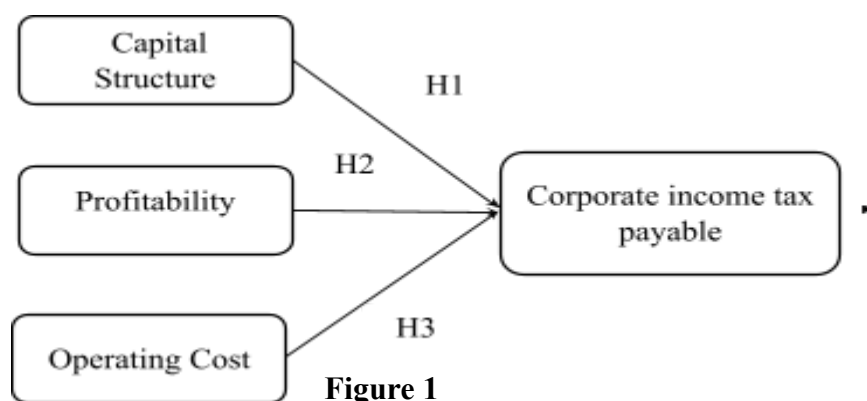 Capital
Structure
H1
H2
Profitability
Corporate income tax
payable
H3
Operating Cost
Figure 1